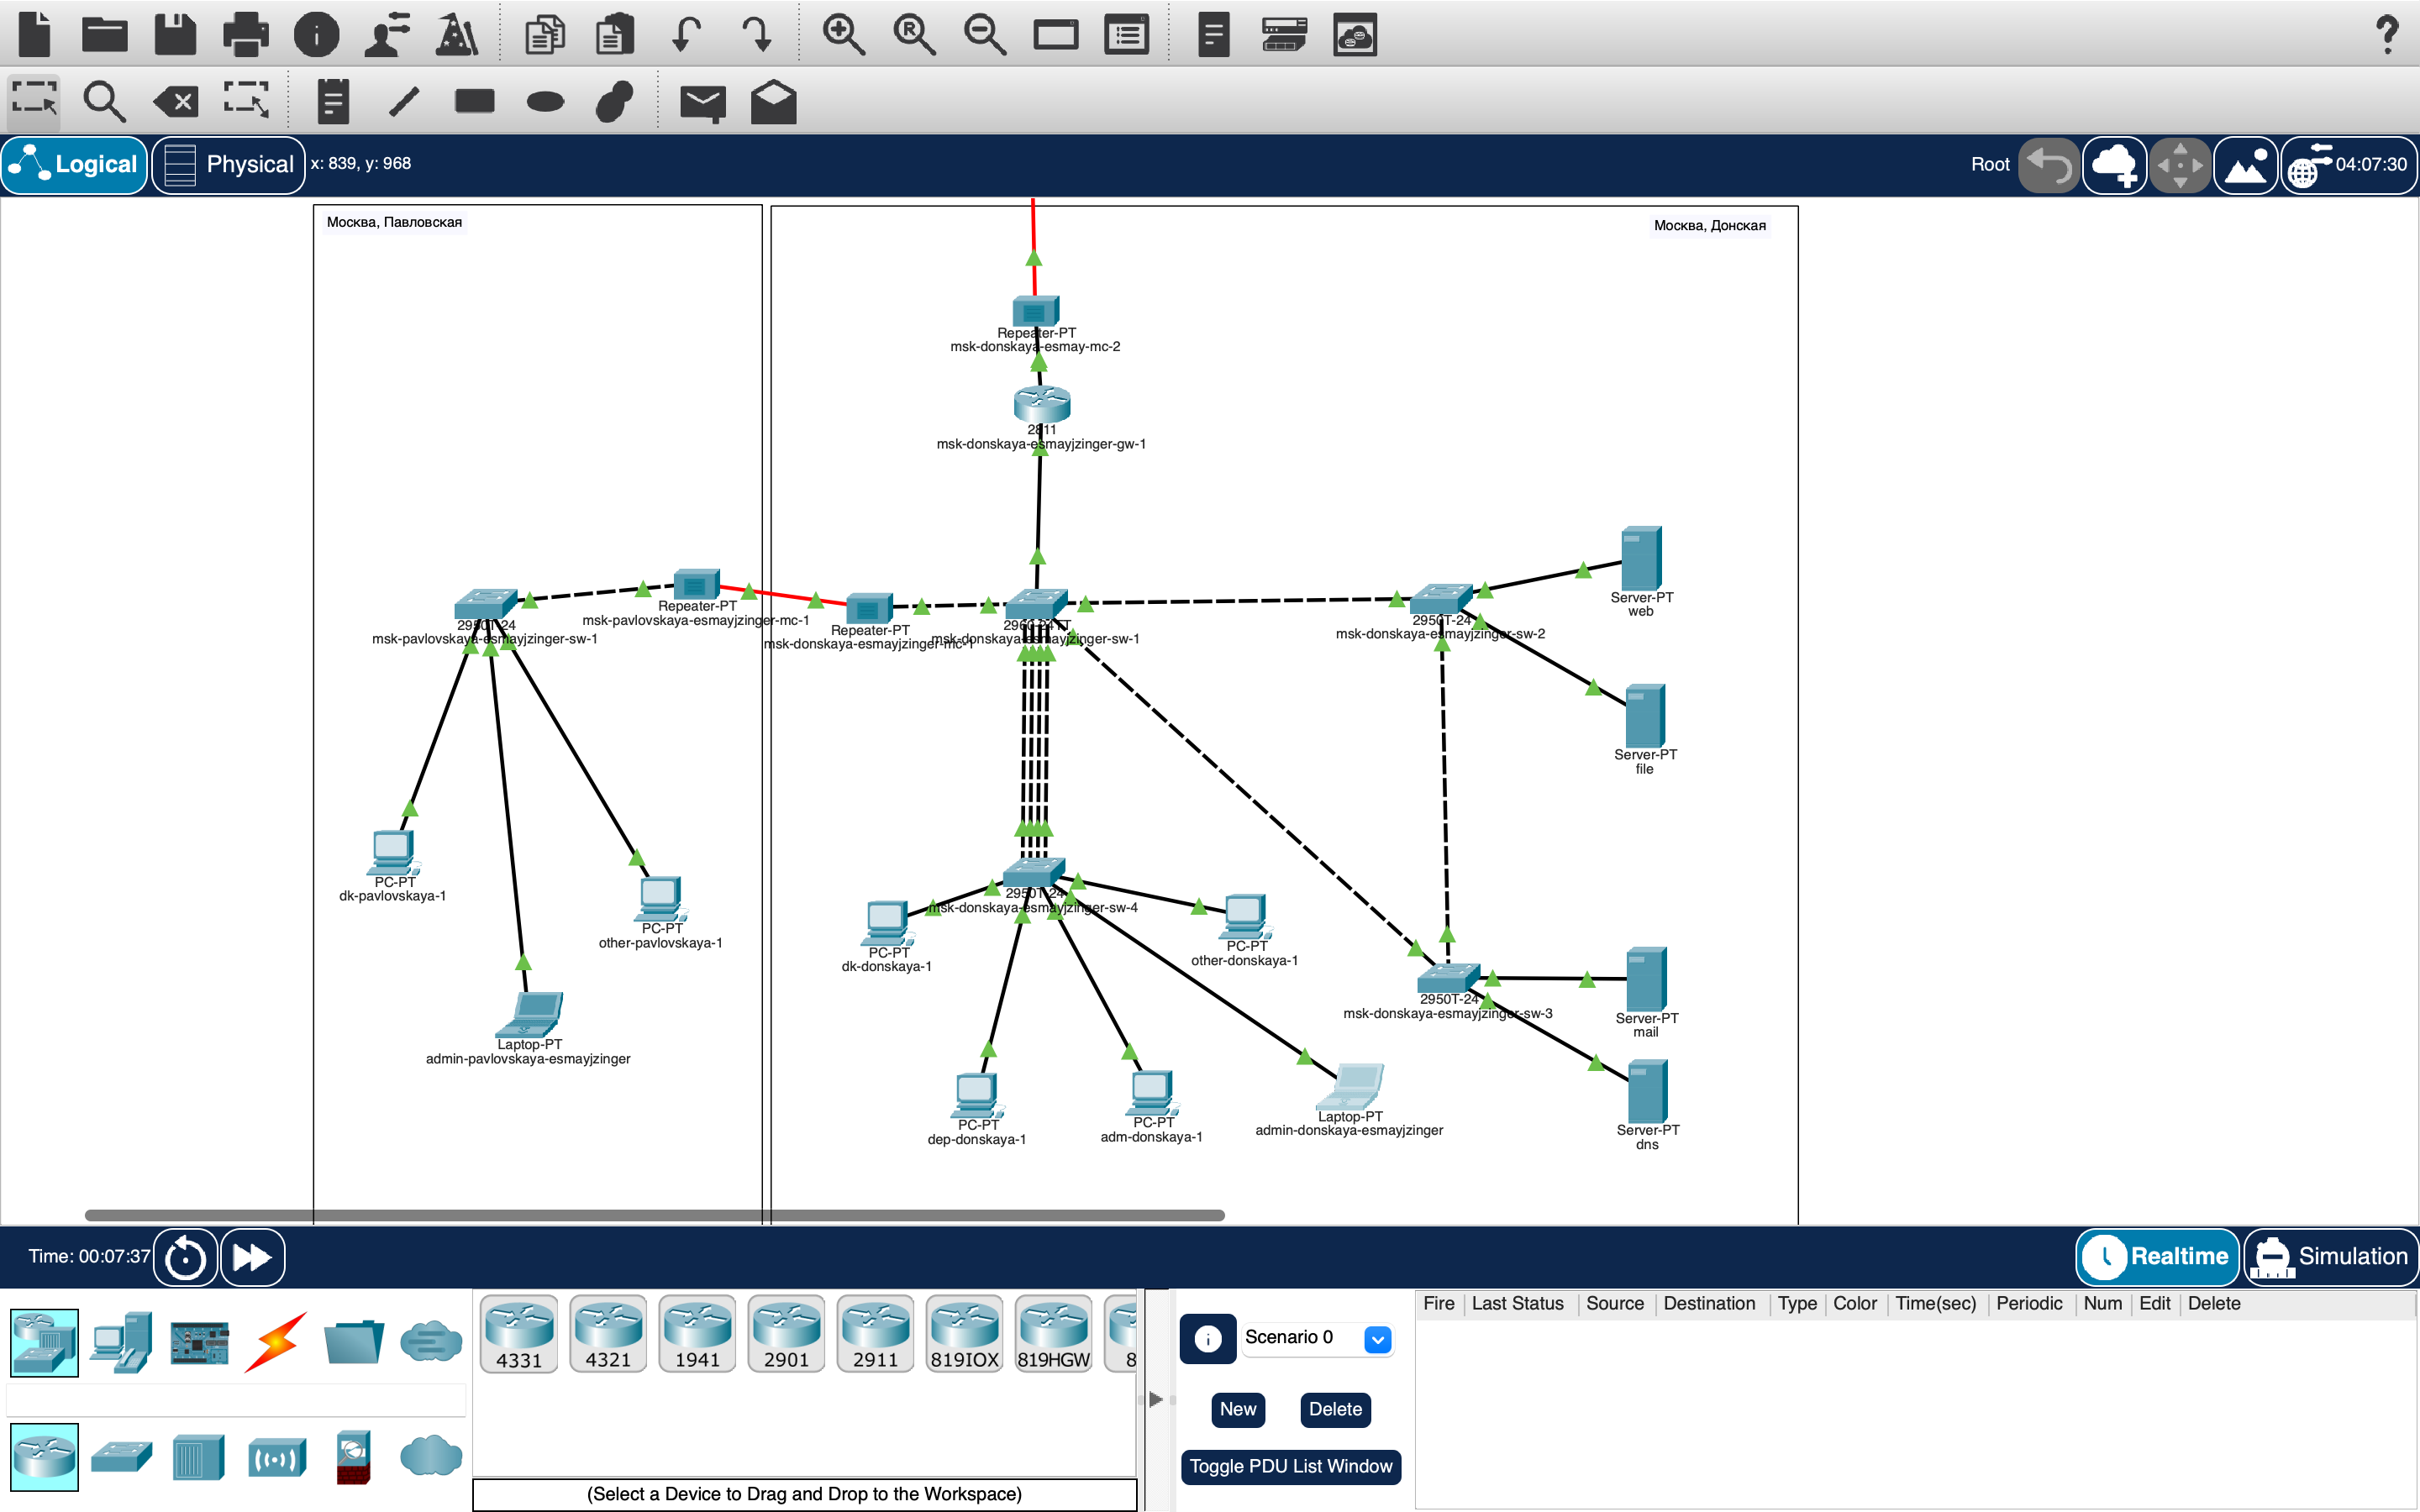 Logical
Physical
x: 839, y: 968
Root
04:07:30
Москва, Павловская
Москва, Донская
Repeater-PT
msk-donskaya-esmay-mc-2
2811
msk-donskaya-esmayjzinger-gw-1
Server-PT
web
Repeater-PT
msk-pavlovskaya-esmayjzinger-mc-1
2950T-24
msk-pavlovskaya-esmayjzinger-sw-1
Repeater-PT
msk-donskaya-esmayjzinger-mc-1
2960-24TT
msk-donskaya-esmayjzinger-sw-1
2950T-24
msk-donskaya-esmayjzinger-sw-2
Server-PT
file
PC-PT
dk-pavlovskaya-1
PC-PT
other-pavlovskaya-1
2950T-24
msk-donskaya-esmayjzinger-sw-4
PC-PT
dk-donskaya-1
PC-PT
other-donskaya-1
2950T-24
msk-donskaya-esmayjzinger-sw-3
Server-PT
mail
Laptop-PT
admin-pavlovskaya-esmayjzinger
PC-PT
dep-donskaya-1
PC-PT
adm-donskaya-1
Laptop-PT
admin-donskaya-esmayjzinger
Server-PT
dns
Time: 00:07:37
Realtime
Simulation
4331
4321
1941
2901
2911
819IOX
819HGW
8
(Select a Device to Drag and Drop to the Workspace)
Scenario 0
New
Delete
Toggle PDU List Window
Fire Last Status Source Destination Type Color Time(sec) Periodic Num Edit Delete